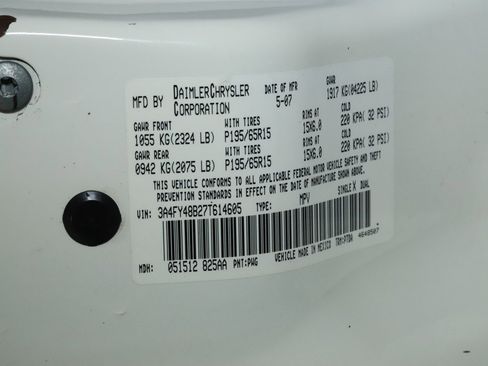 MFD BY DAIMLERCHRYSLER CORPORATION DATE OF MFR 5-07 GVWR 1917 KG(04225 LB)
GAWR FRONT WITH TIRES RIMS AT COLD
1055 KG(2324 LB) P195/65R15 15X6.0 220 KPA( 32 PSI)
GAWR REAR WITH TIRES RIMS AT COLD
0942 KG(2075 LB) P195/65R15 15X6.0 220 KPA( 32 PSI)
THIS VEHICLE CONFORMS TO ALL APPLICABLE FEDERAL MOTOR VEHICLE SAFETY AND THEFT
PREVENTION STANDARDS IN EFFECT ON THE DATE OF MANUFACTURE SHOWN ABOVE.
VIN: 3A4FY48B27T614605 TYPE: MPV SINGLE X DUAL
MDH: 051512 825AA PNT:PWG VEHICLE MADE IN MEXICO TRM:P7DA 4648507